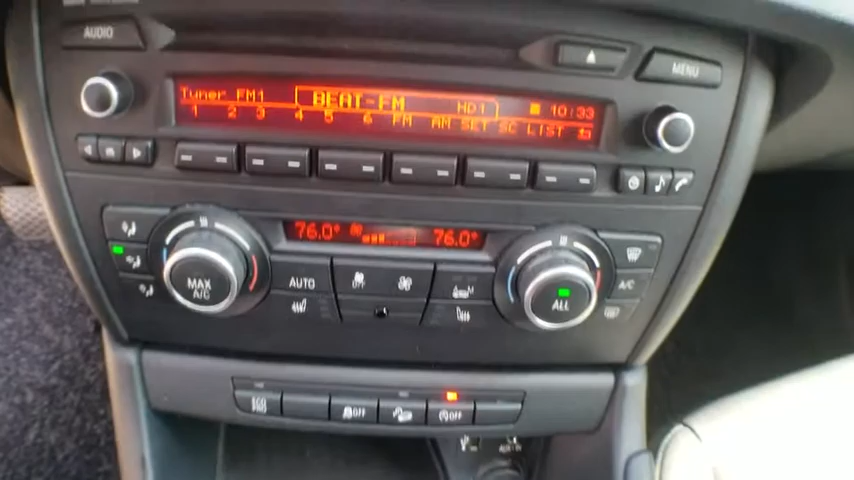 AUDIO
MENU
Tuner FM1 BEAT-FM HD1 10:33
1 2 3 4 5 6 FM AM SET SC LIST
76.0° 76.0°
MAX A/C
AUTO
OFF
ALL
A/C
OFF
OFF